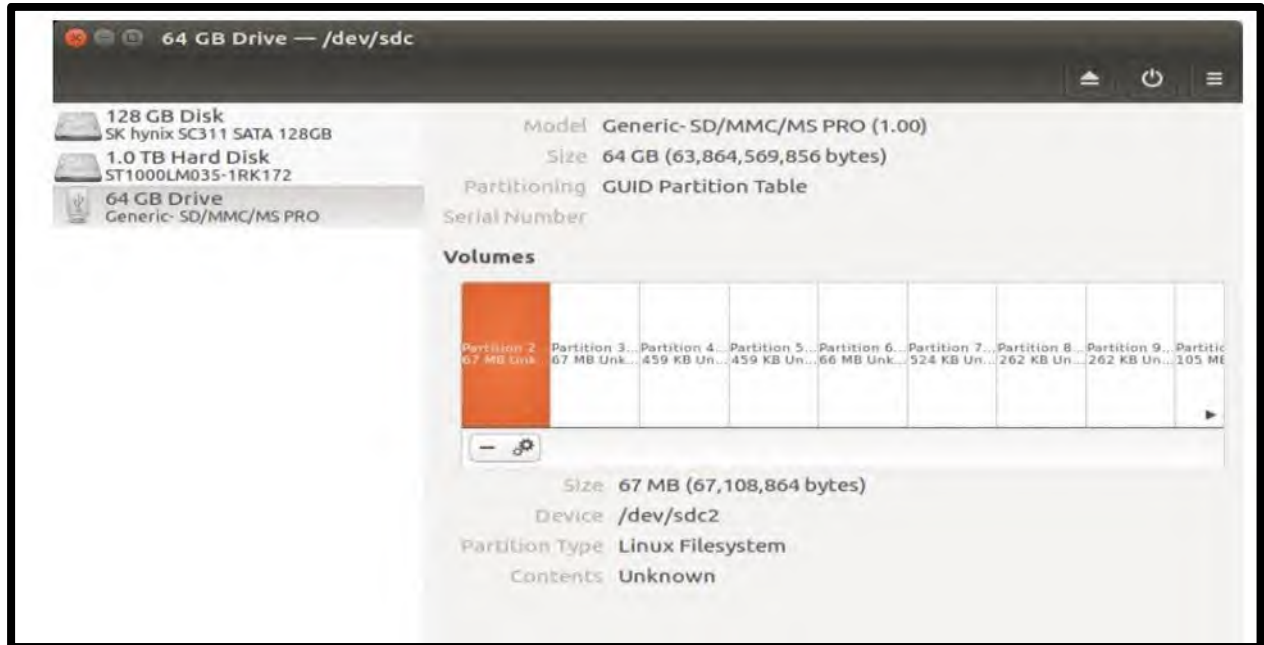 64 GB Drive — /dev/sdc
128 GB Disk
SK hynix SC311 SATA 128GB
1.0 TB Hard Disk
ST1000LM035-1RK172
64 GB Drive
Generic- SD/MMC/MS PRO
Model Generic- SD/MMC/MS PRO (1.00)
Size 64 GB (63,864,569,856 bytes)
Partitioning GUID Partition Table
Serial Number
Volumes
Partition 2 Partition 3... Partition 4... Partition 5... Partition 6... Partition 7... Partition 8... Partition 9... Partitic
67 MB Unk 67 MB Unk... 459 KB Un... 459 KB Un... 66 MB Unk... 524 KB Un... 262 KB Un... 262 KB Un... 105 ME
Size 67 MB (67,108,864 bytes)
Device /dev/sdc2
Partition Type Linux Filesystem
Contents Unknown